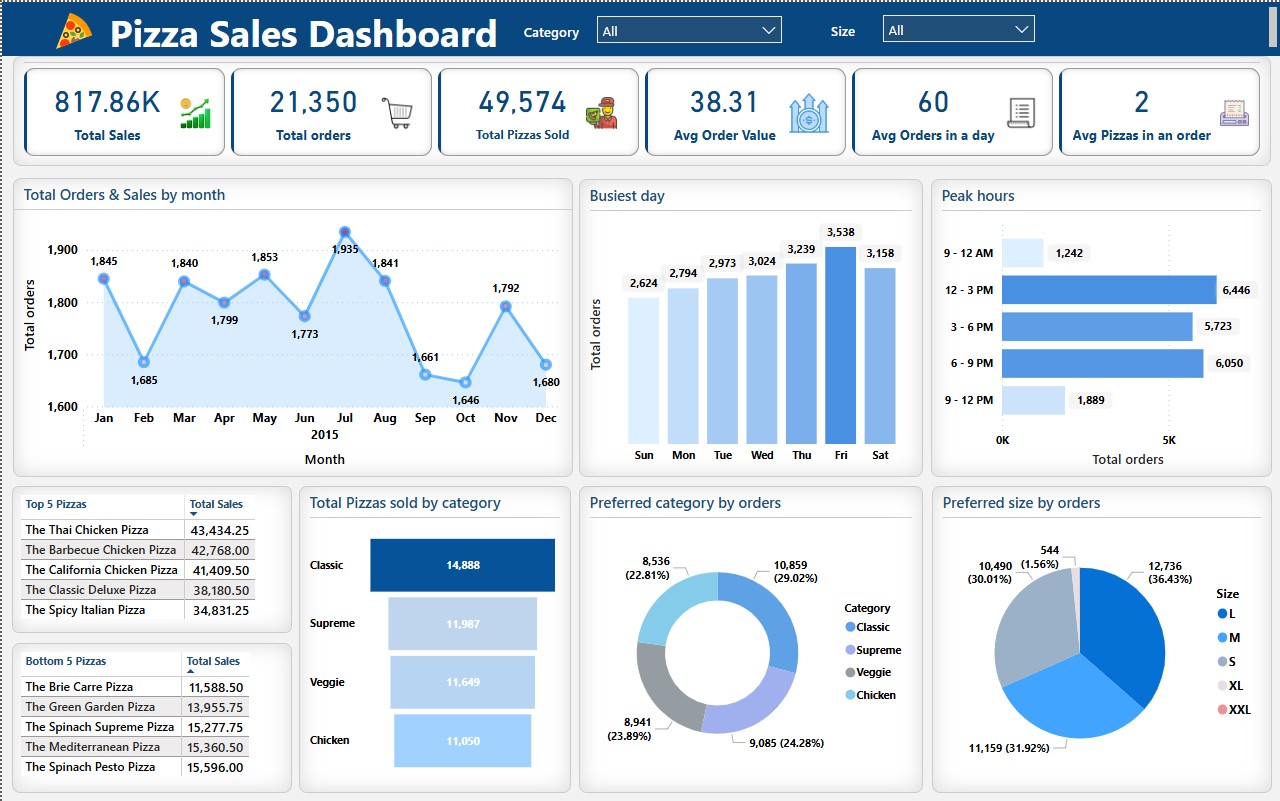 Pizza Sales Dashboard
Category
All
Size
All
817.86K
Total Sales
21,350
Total orders
49,574
Total Pizzas Sold
38.31
Avg Order Value
60
Avg Orders in a day
2
Avg Pizzas in an order
Total Orders & Sales by month
Total orders
1,900
1,800
1,700
1,600
1,845
1,685
1,840
1,799
1,853
1,773
1,935
1,841
1,661
1,646
1,792
1,680
Jan Feb Mar Apr May Jun Jul Aug Sep Oct Nov Dec
2015
Month
Busiest day
Total orders
2,624
2,794
2,973
3,024
3,239
3,538
3,158
Sun Mon Tue Wed Thu Fri Sat
Peak hours
9 - 12 AM 1,242
12 - 3 PM 6,446
3 - 6 PM 5,723
6 - 9 PM 6,050
9 - 12 PM 1,889
0K 5K
Total orders
Top 5 Pizzas Total Sales
The Thai Chicken Pizza 43,434.25
The Barbecue Chicken Pizza 42,768.00
The California Chicken Pizza 41,409.50
The Classic Deluxe Pizza 38,180.50
The Spicy Italian Pizza 34,831.25
Bottom 5 Pizzas Total Sales
The Brie Carre Pizza 11,588.50
The Green Garden Pizza 13,955.75
The Spinach Supreme Pizza 15,277.75
The Mediterranean Pizza 15,360.50
The Spinach Pesto Pizza 15,596.00
Total Pizzas sold by category
Classic 14,888
Supreme 11,987
Veggie 11,649
Chicken 11,050
Preferred category by orders
8,536
(22.81%)
10,859
(29.02%)
8,941
(23.89%)
9,085 (24.28%)
Category
Classic
Supreme
Veggie
Chicken
Preferred size by orders
544
(1.56%)
10,490
(30.01%)
12,736
(36.43%)
11,159 (31.92%)
Size
L
M
S
XL
XXL